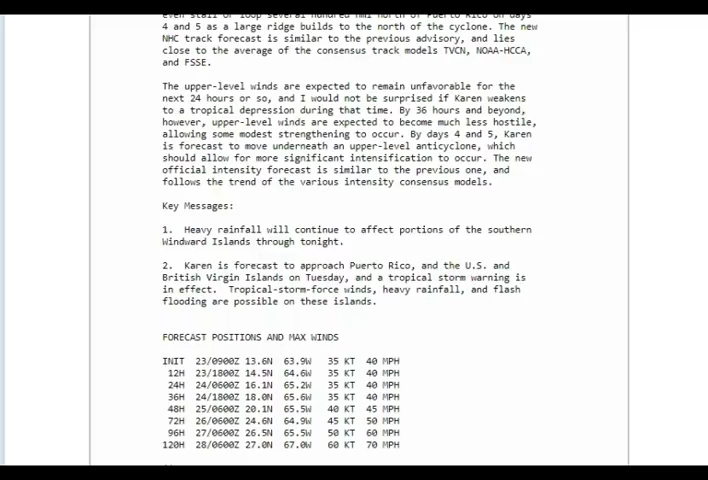 even stall or loop several hundred nmi north of Puerto Rico on days
4 and 5 as a large ridge builds to the north of the cyclone. The new
NHC track forecast is similar to the previous advisory, and lies
close to the average of the consensus track models TVCN, NOAA-HCCA,
and FSSE.
The upper-level winds are expected to remain unfavorable for the
next 24 hours or so, and I would not be surprised if Karen weakens
to a tropical depression during that time. By 36 hours and beyond,
however, upper-level winds are expected to become much less hostile,
allowing some modest strengthening to occur. By days 4 and 5, Karen
is forecast to move underneath an upper-level anticyclone, which
should allow for more significant intensification to occur. The new
official intensity forecast is similar to the previous one, and
follows the trend of the various intensity consensus models.
Key Messages:
1. Heavy rainfall will continue to affect portions of the southern
Windward Islands through tonight.
2. Karen is forecast to approach Puerto Rico, and the U.S. and
British Virgin Islands on Tuesday, and a tropical storm warning is
in effect. Tropical-storm-force winds, heavy rainfall, and flash
flooding are possible on these islands.
FORECAST POSITIONS AND MAX WINDS
INIT 23/0900Z 13.6N 63.9W 35 KT 40 MPH
12H 23/1800Z 14.5N 64.6W 35 KT 40 MPH
24H 24/0600Z 16.1N 65.2W 35 KT 40 MPH
36H 24/1800Z 18.0N 65.6W 35 KT 40 MPH
48H 25/0600Z 20.1N 65.5W 40 KT 45 MPH
72H 26/0600Z 24.6N 64.9W 45 KT 50 MPH
96H 27/0600Z 26.5N 65.5W 50 KT 60 MPH
120H 28/0600Z 27.0N 67.0W 60 KT 70 MPH